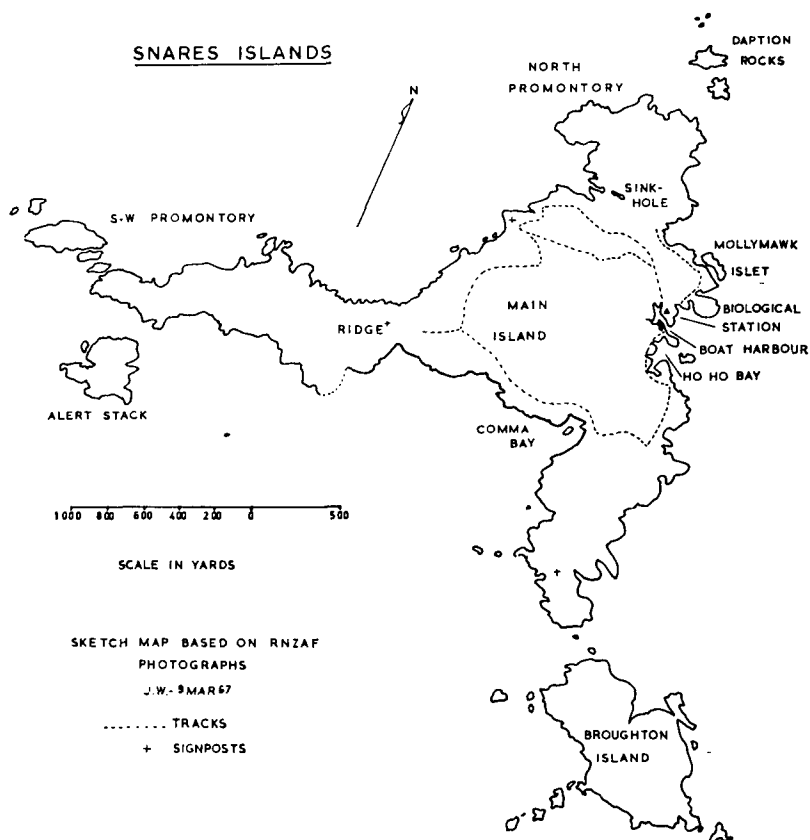 SNARES ISLANDS
DAPTION
ROCKS
NORTH
PROMONTORY
N
SINK-
HOLE
S-W PROMONTORY
MOLLYMAWK
ISLET
MAIN
ISLAND
BIOLOGICAL
STATION
RIDGE
BOAT HARBOUR
HO HO BAY
ALERT STACK
COMMA
BAY
1000 800 600 400 200 0 500
SCALE IN YARDS
SKETCH MAP BASED ON RNZAF
PHOTOGRAPHS
J.W.- 9 MAR 67
TRACKS
+ SIGNPOSTS
BROUGHTON
ISLAND